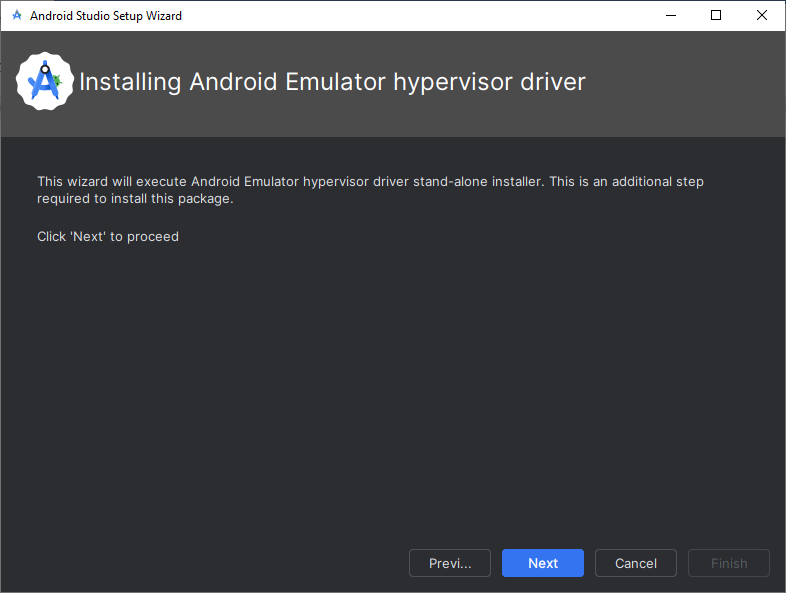 Android Studio Setup Wizard
Installing Android Emulator hypervisor driver
This wizard will execute Android Emulator hypervisor driver stand-alone installer. This is an additional step
required to install this package.
Click 'Next' to proceed
Previ... Next Cancel Finish